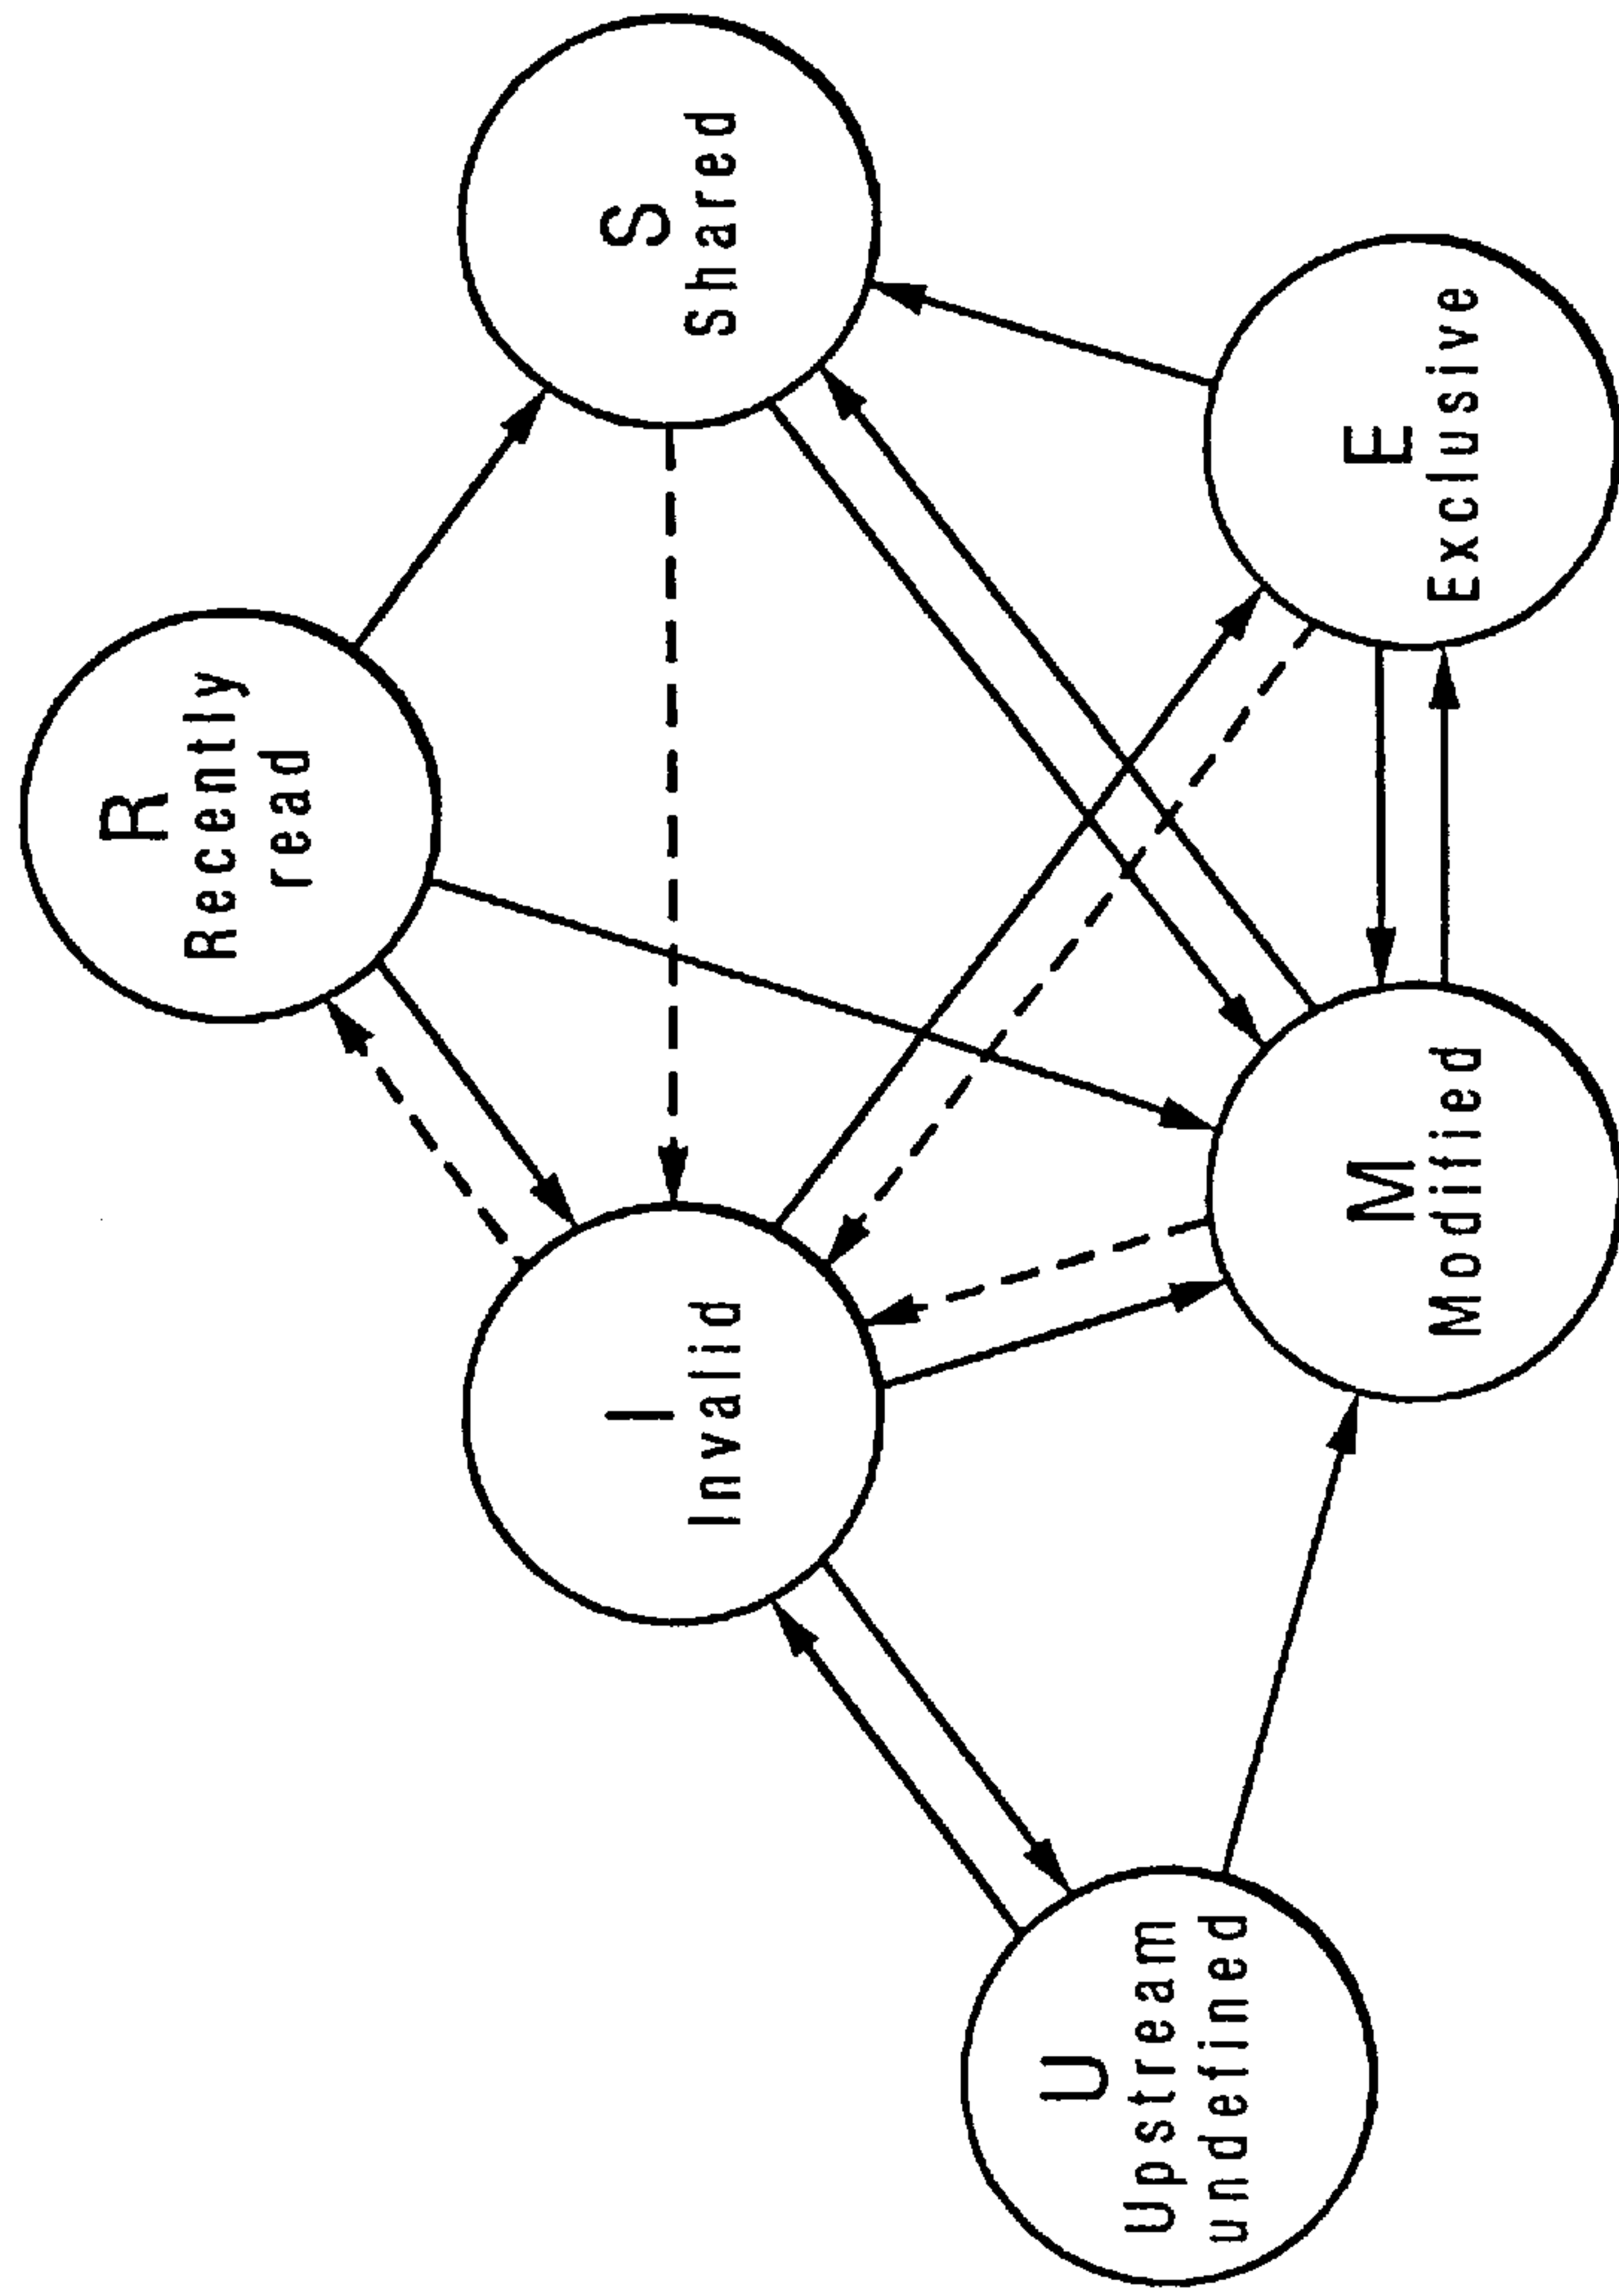 R
Recently
read
S
Shared
I
Invalid
E
Exclusive
M
Modified
U
Upstream
undefined